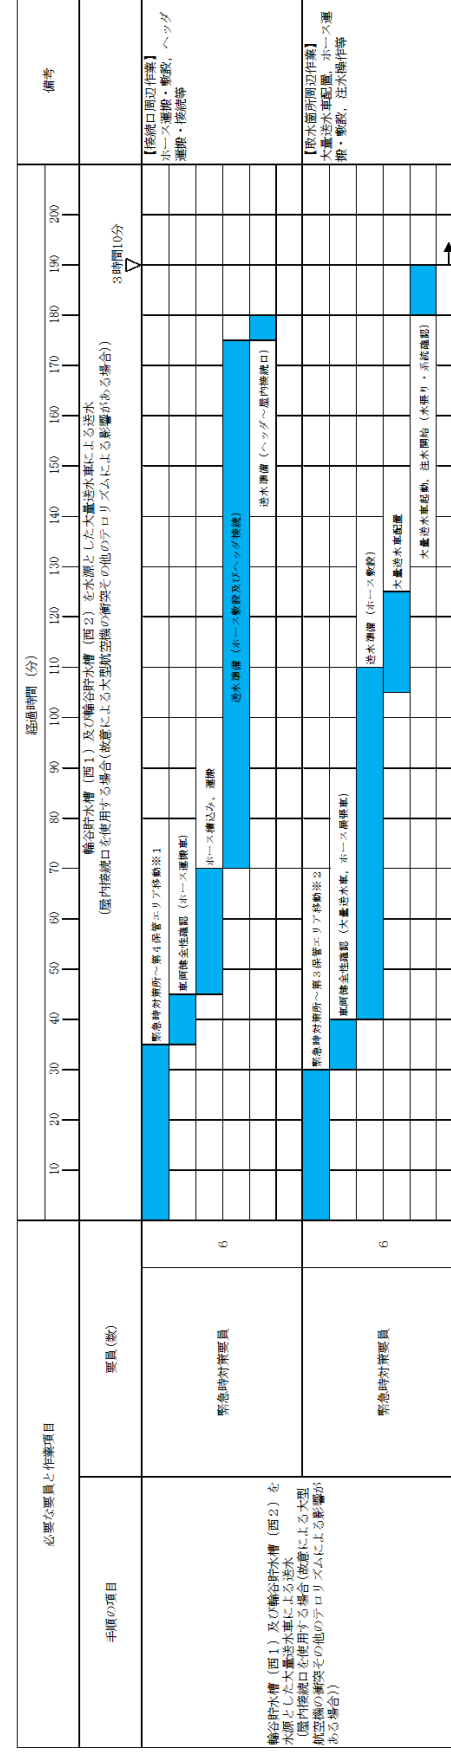 必要な要員と作業項目
経過時間（分）
備考
10 20 30 40 50 60 70 80 90 100 110 120 130 140 150 160 170 180 190 200
手順の項目
要員(数)
輪谷貯水槽（西１）及び輪谷貯水槽（西２）を水源とした大量送水車による送水
(屋内接続口を使用する場合(故意による大型航空機の衝突その他のテロリズムによる影響がある場合))
3時間10分
輪谷貯水槽（西１）及び輪谷貯水槽（西２）を
水源とした大量送水車による送水
(屋内接続口を使用する場合(故意による大型
航空機の衝突その他のテロリズムによる影響が
ある場合))
緊急時対策要員
6
緊急時対策所～第４保管エリア移動※１
車両健全性確認（ホース運搬車）
ホース積込み，運搬
送水準備（ホース敷設及びヘッダ接続）
送水準備（ヘッダ～屋内接続口）
【接続口周辺作業】
ホース運搬・敷設，ヘッダ
運搬・接続等
緊急時対策要員
6
緊急時対策所～第３保管エリア移動※２
車両健全性確認（大量送水車，ホース展張車）
送水準備（ホース敷設）
大量送水車配置
大量送水車起動，注水開始（水張り・系統確認）
【取水箇所周辺作業】
大量送水車配置，ホース運
搬・敷設，注水操作等